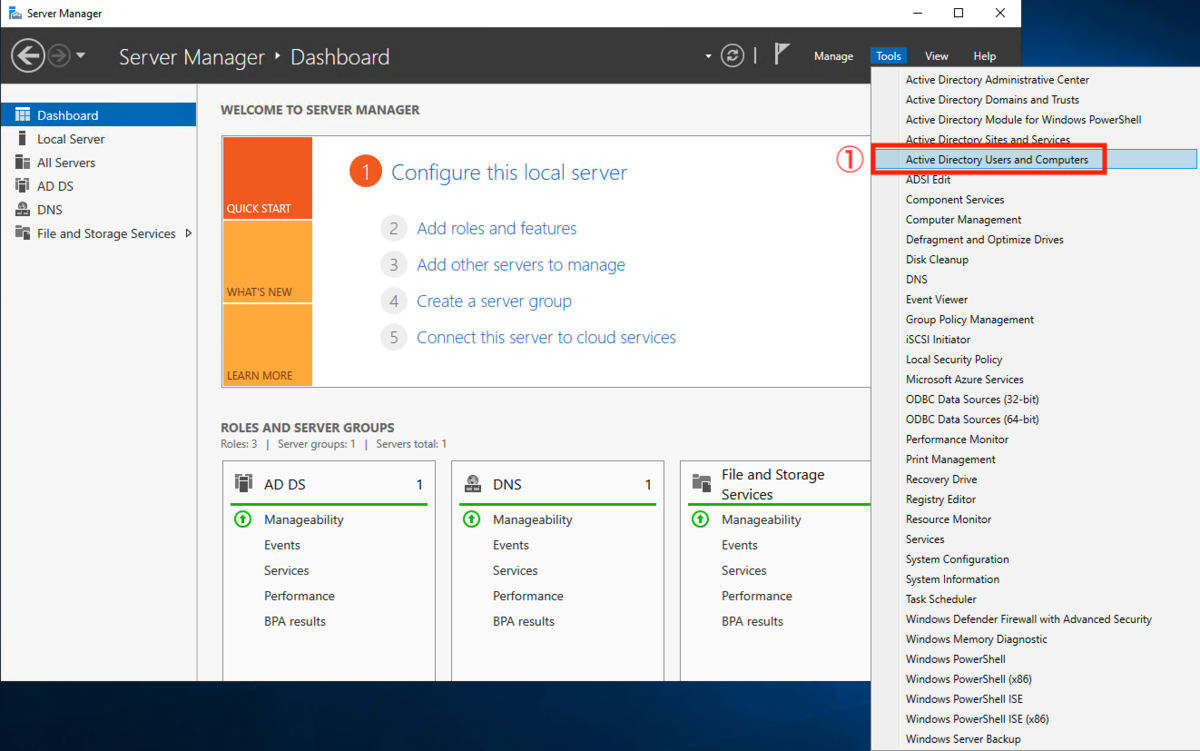 Server Manager
Server Manager • Dashboard
Manage
Tools
View
Help
Dashboard
Local Server
All Servers
AD DS
DNS
File and Storage Services
WELCOME TO SERVER MANAGER
QUICK START
WHAT'S NEW
LEARN MORE
1 Configure this local server
2 Add roles and features
3 Add other servers to manage
4 Create a server group
5 Connect this server to cloud services
ROLES AND SERVER GROUPS
Roles: 3 | Server groups: 1 | Servers total: 1
AD DS 1
Manageability
Events
Services
Performance
BPA results
DNS 1
Manageability
Events
Services
Performance
BPA results
File and Storage
Services
Manageability
Events
Services
Performance
BPA results
Active Directory Administrative Center
Active Directory Domains and Trusts
Active Directory Module for Windows PowerShell
Active Directory Sites and Services
① Active Directory Users and Computers
ADSI Edit
Component Services
Computer Management
Defragment and Optimize Drives
Disk Cleanup
DNS
Event Viewer
Group Policy Management
iSCSI Initiator
Local Security Policy
Microsoft Azure Services
ODBC Data Sources (32-bit)
ODBC Data Sources (64-bit)
Performance Monitor
Print Management
Recovery Drive
Registry Editor
Resource Monitor
Services
System Configuration
System Information
Task Scheduler
Windows Defender Firewall with Advanced Security
Windows Memory Diagnostic
Windows PowerShell
Windows PowerShell (x86)
Windows PowerShell ISE
Windows PowerShell ISE (x86)
Windows Server Backup